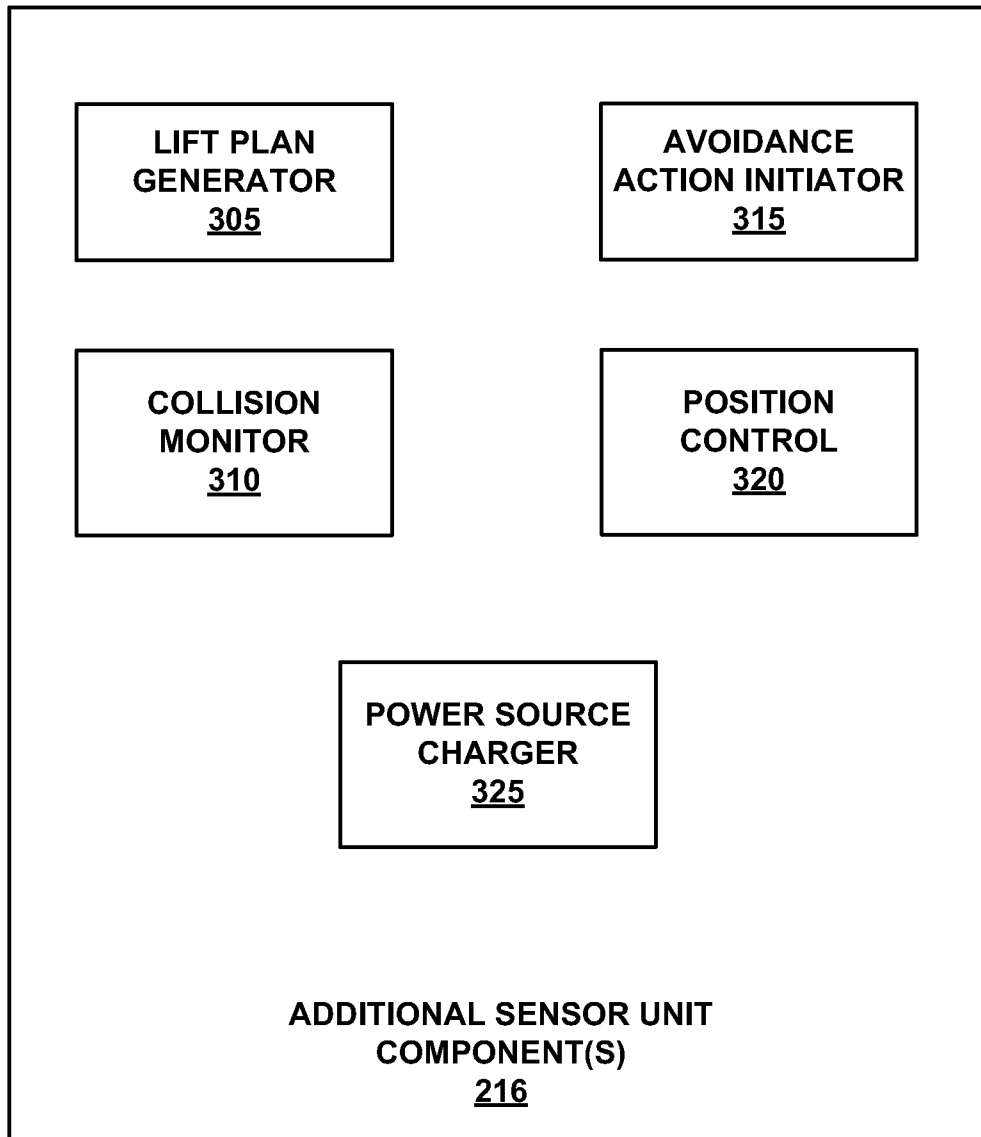 LIFT PLAN
GENERATOR
305
AVOIDANCE
ACTION INITIATOR
315
COLLISION
MONITOR
310
POSITION
CONTROL
320
POWER SOURCE
CHARGER
325
ADDITIONAL SENSOR UNIT
COMPONENT(S)
216